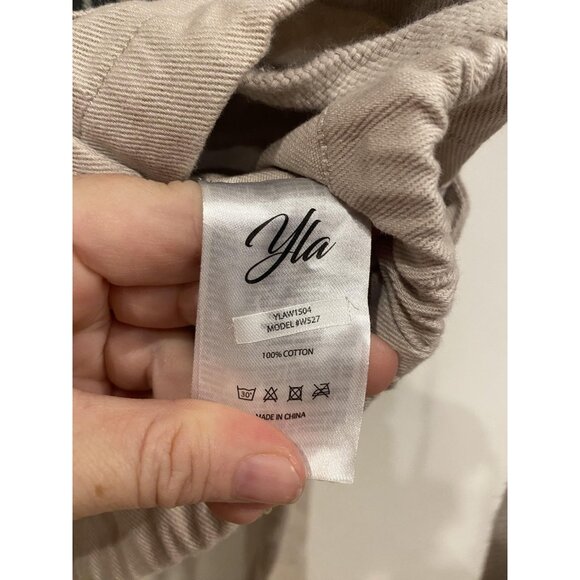 Yla
YLAW1504
MODEL #W527
100% COTTON
30°
MADE IN CHINA